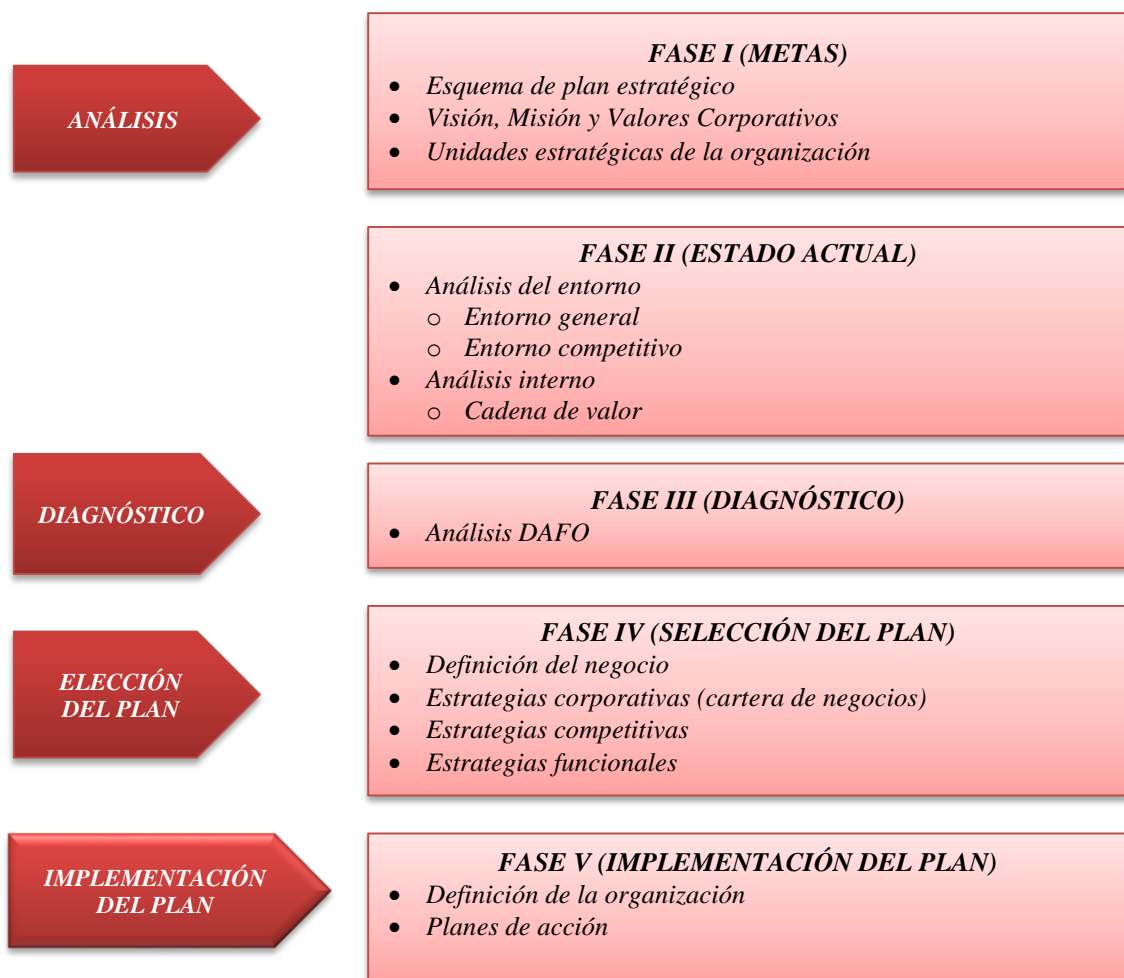 ANÁLISIS
FASE I (METAS)
• Esquema de plan estratégico
• Visión, Misión y Valores Corporativos
• Unidades estratégicas de la organización
FASE II (ESTADO ACTUAL)
• Análisis del entorno
o Entorno general
o Entorno competitivo
• Análisis interno
o Cadena de valor
DIAGNÓSTICO
FASE III (DIAGNÓSTICO)
• Análisis DAFO
ELECCIÓN
DEL PLAN
FASE IV (SELECCIÓN DEL PLAN)
• Definición del negocio
• Estrategias corporativas (cartera de negocios)
• Estrategias competitivas
• Estrategias funcionales
IMPLEMENTACIÓN
DEL PLAN
FASE V (IMPLEMENTACIÓN DEL PLAN)
• Definición de la organización
• Planes de acción